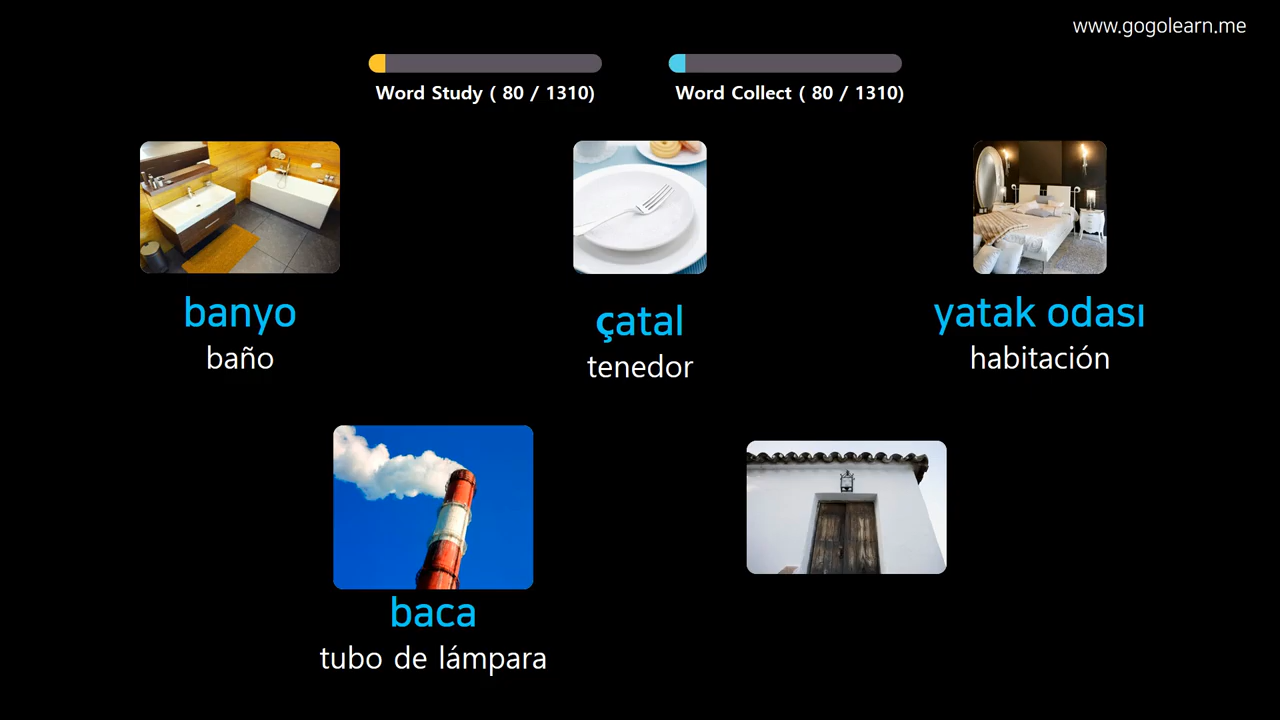 www.gogolearn.me
Word Study ( 80 / 1310)
Word Collect ( 80 / 1310)
banyo
baño
çatal
tenedor
yatak odası
habitación
baca
tubo de lámpara